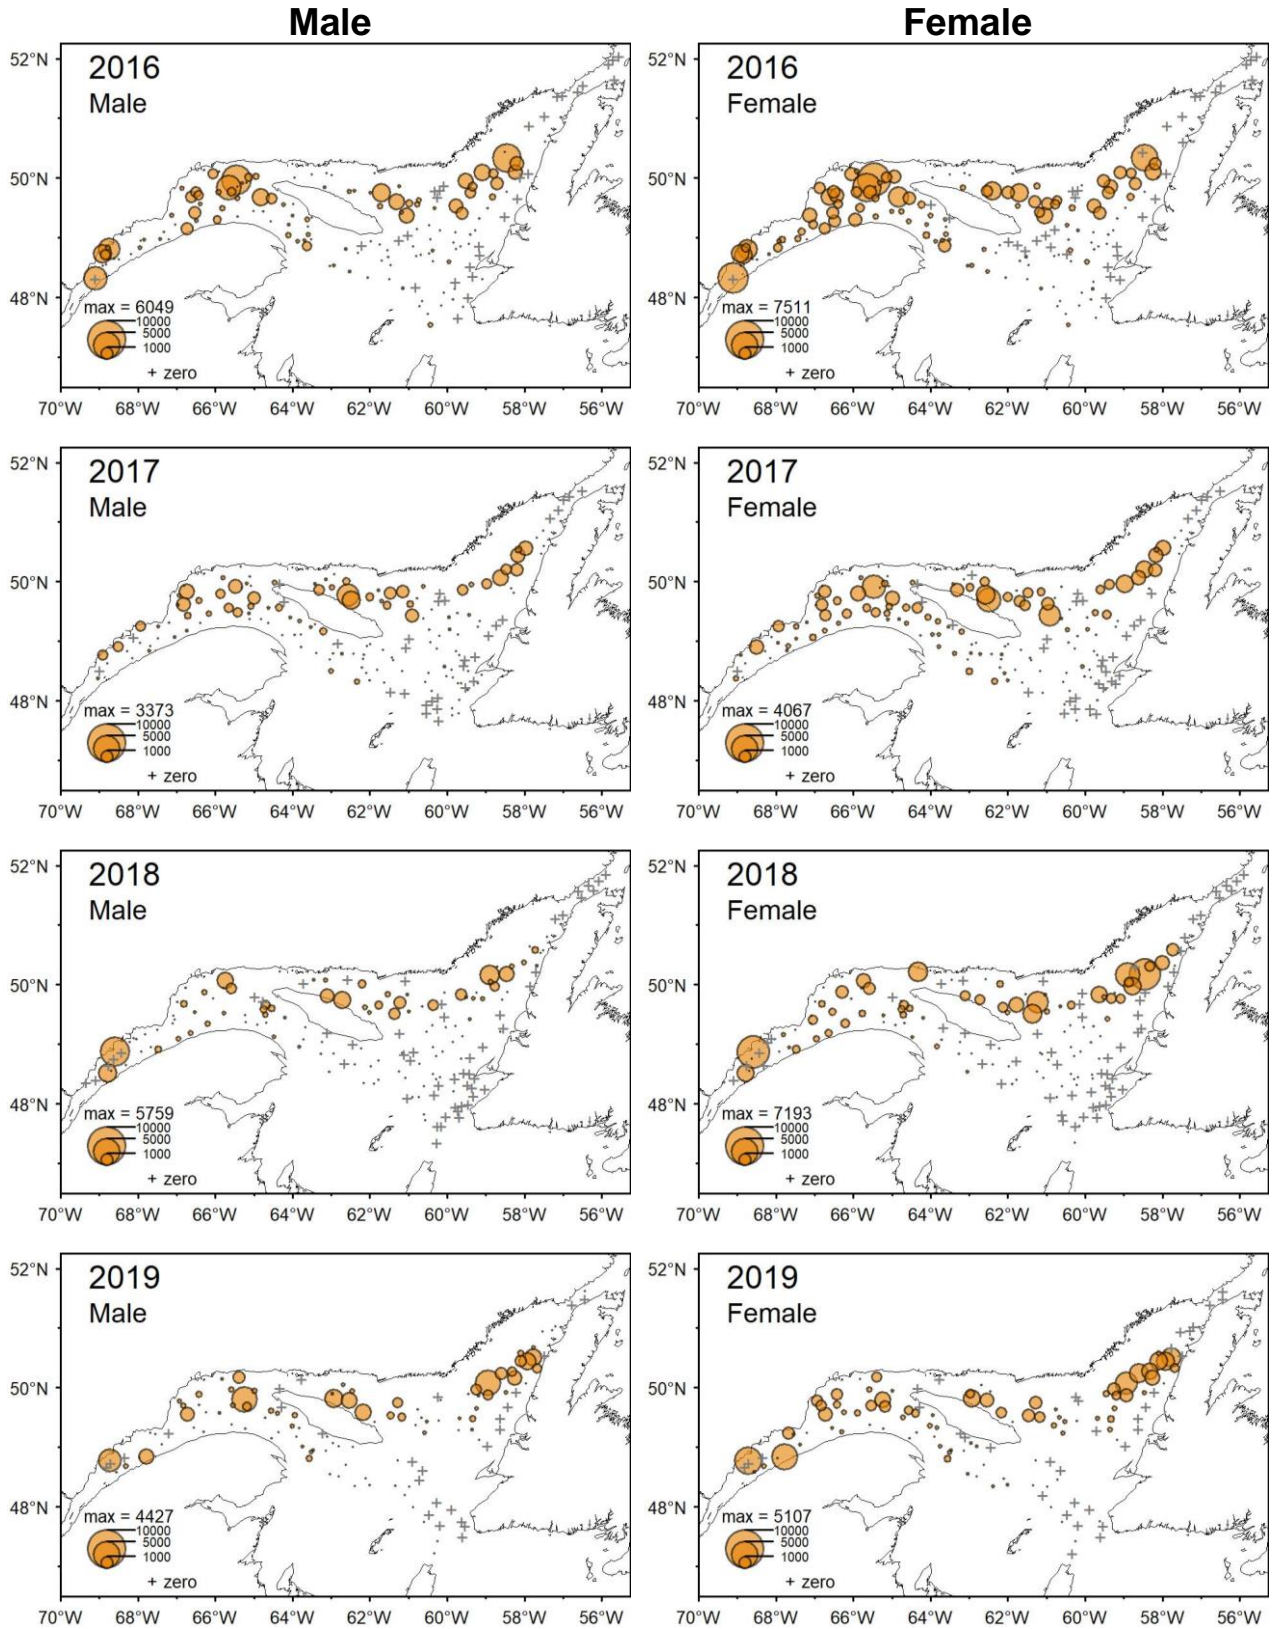 Male
Female
2016
Male
52°N
50°N
48°N
max = 6049
10000
5000
1000
+ zero
70°W 68°W 66°W 64°W 62°W 60°W 58°W 56°W
2016
Female
52°N
50°N
48°N
max = 7511
10000
5000
1000
+ zero
70°W 68°W 66°W 64°W 62°W 60°W 58°W 56°W
2017
Male
52°N
50°N
48°N
max = 3373
10000
5000
1000
+ zero
70°W 68°W 66°W 64°W 62°W 60°W 58°W 56°W
2017
Female
52°N
50°N
48°N
max = 4067
10000
5000
1000
+ zero
70°W 68°W 66°W 64°W 62°W 60°W 58°W 56°W
2018
Male
52°N
50°N
48°N
max = 5759
10000
5000
1000
+ zero
70°W 68°W 66°W 64°W 62°W 60°W 58°W 56°W
2018
Female
52°N
50°N
48°N
max = 7193
10000
5000
1000
+ zero
70°W 68°W 66°W 64°W 62°W 60°W 58°W 56°W
2019
Male
52°N
50°N
48°N
max = 4427
10000
5000
1000
+ zero
70°W 68°W 66°W 64°W 62°W 60°W 58°W 56°W
2019
Female
52°N
50°N
48°N
max = 5107
10000
5000
1000
+ zero
70°W 68°W 66°W 64°W 62°W 60°W 58°W 56°W